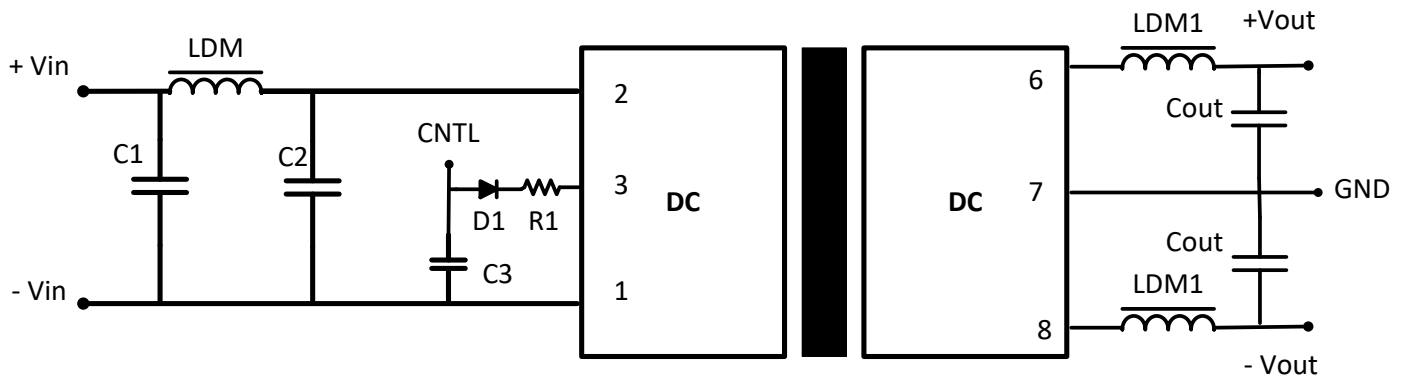 LDM
+ Vin
C1
C2
CNTL
D1
R1
C3
- Vin
2
3
1
DC
DC
6
7
8
LDM1
+Vout
Cout
GND
Cout
LDM1
- Vout